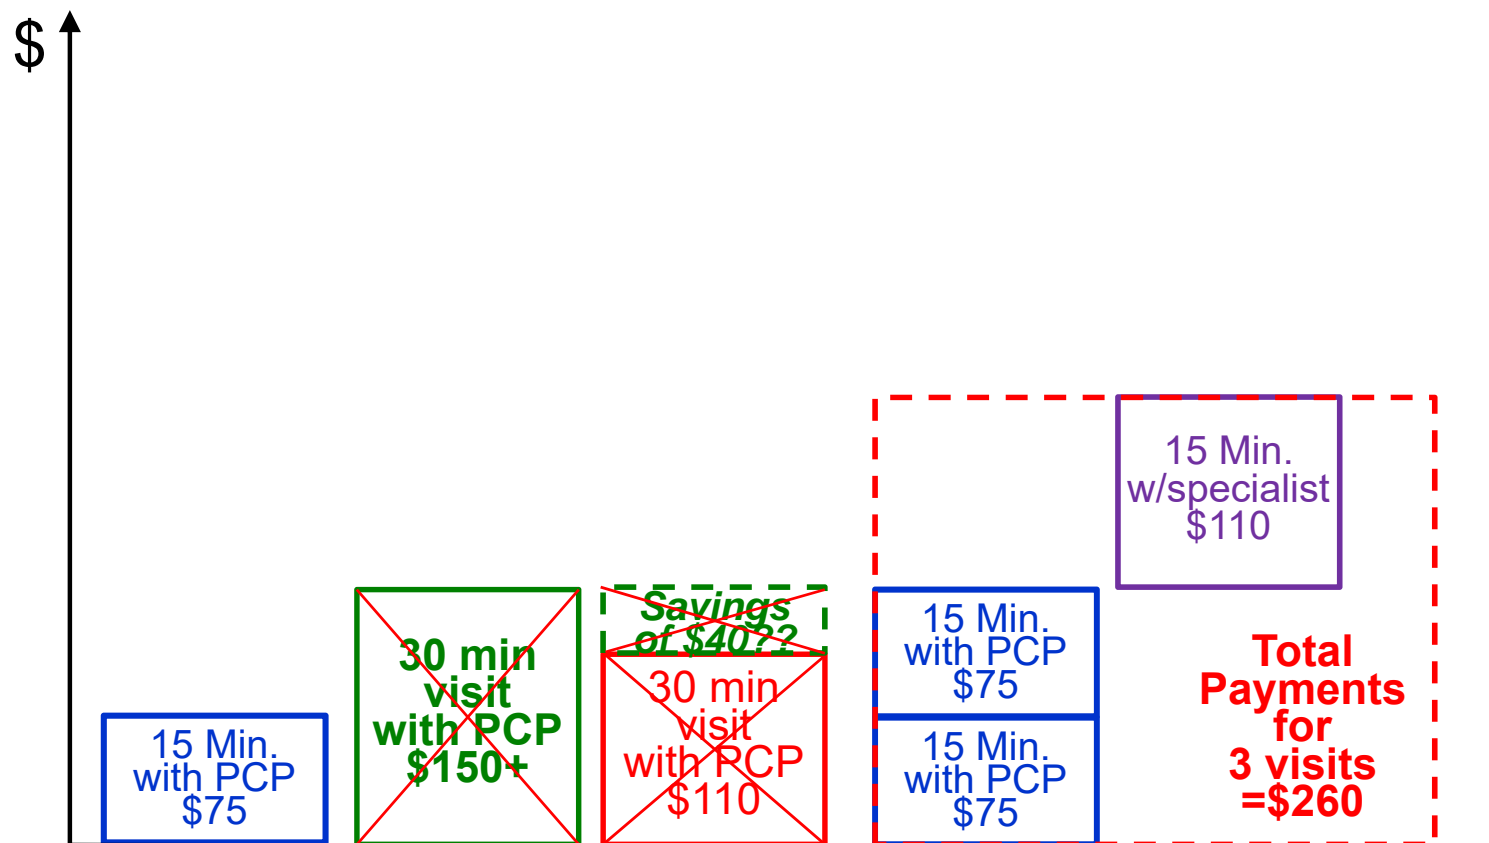 $
15 Min.
with PCP
$75
30 min
visit
with PCP
$150+
Savings
of $40??
30 min
visit
with PCP
$110
15 Min.
with PCP
$75
15 Min.
with PCP
$75
15 Min.
w/specialist
$110
Total
Payments
for
3 visits
=$260